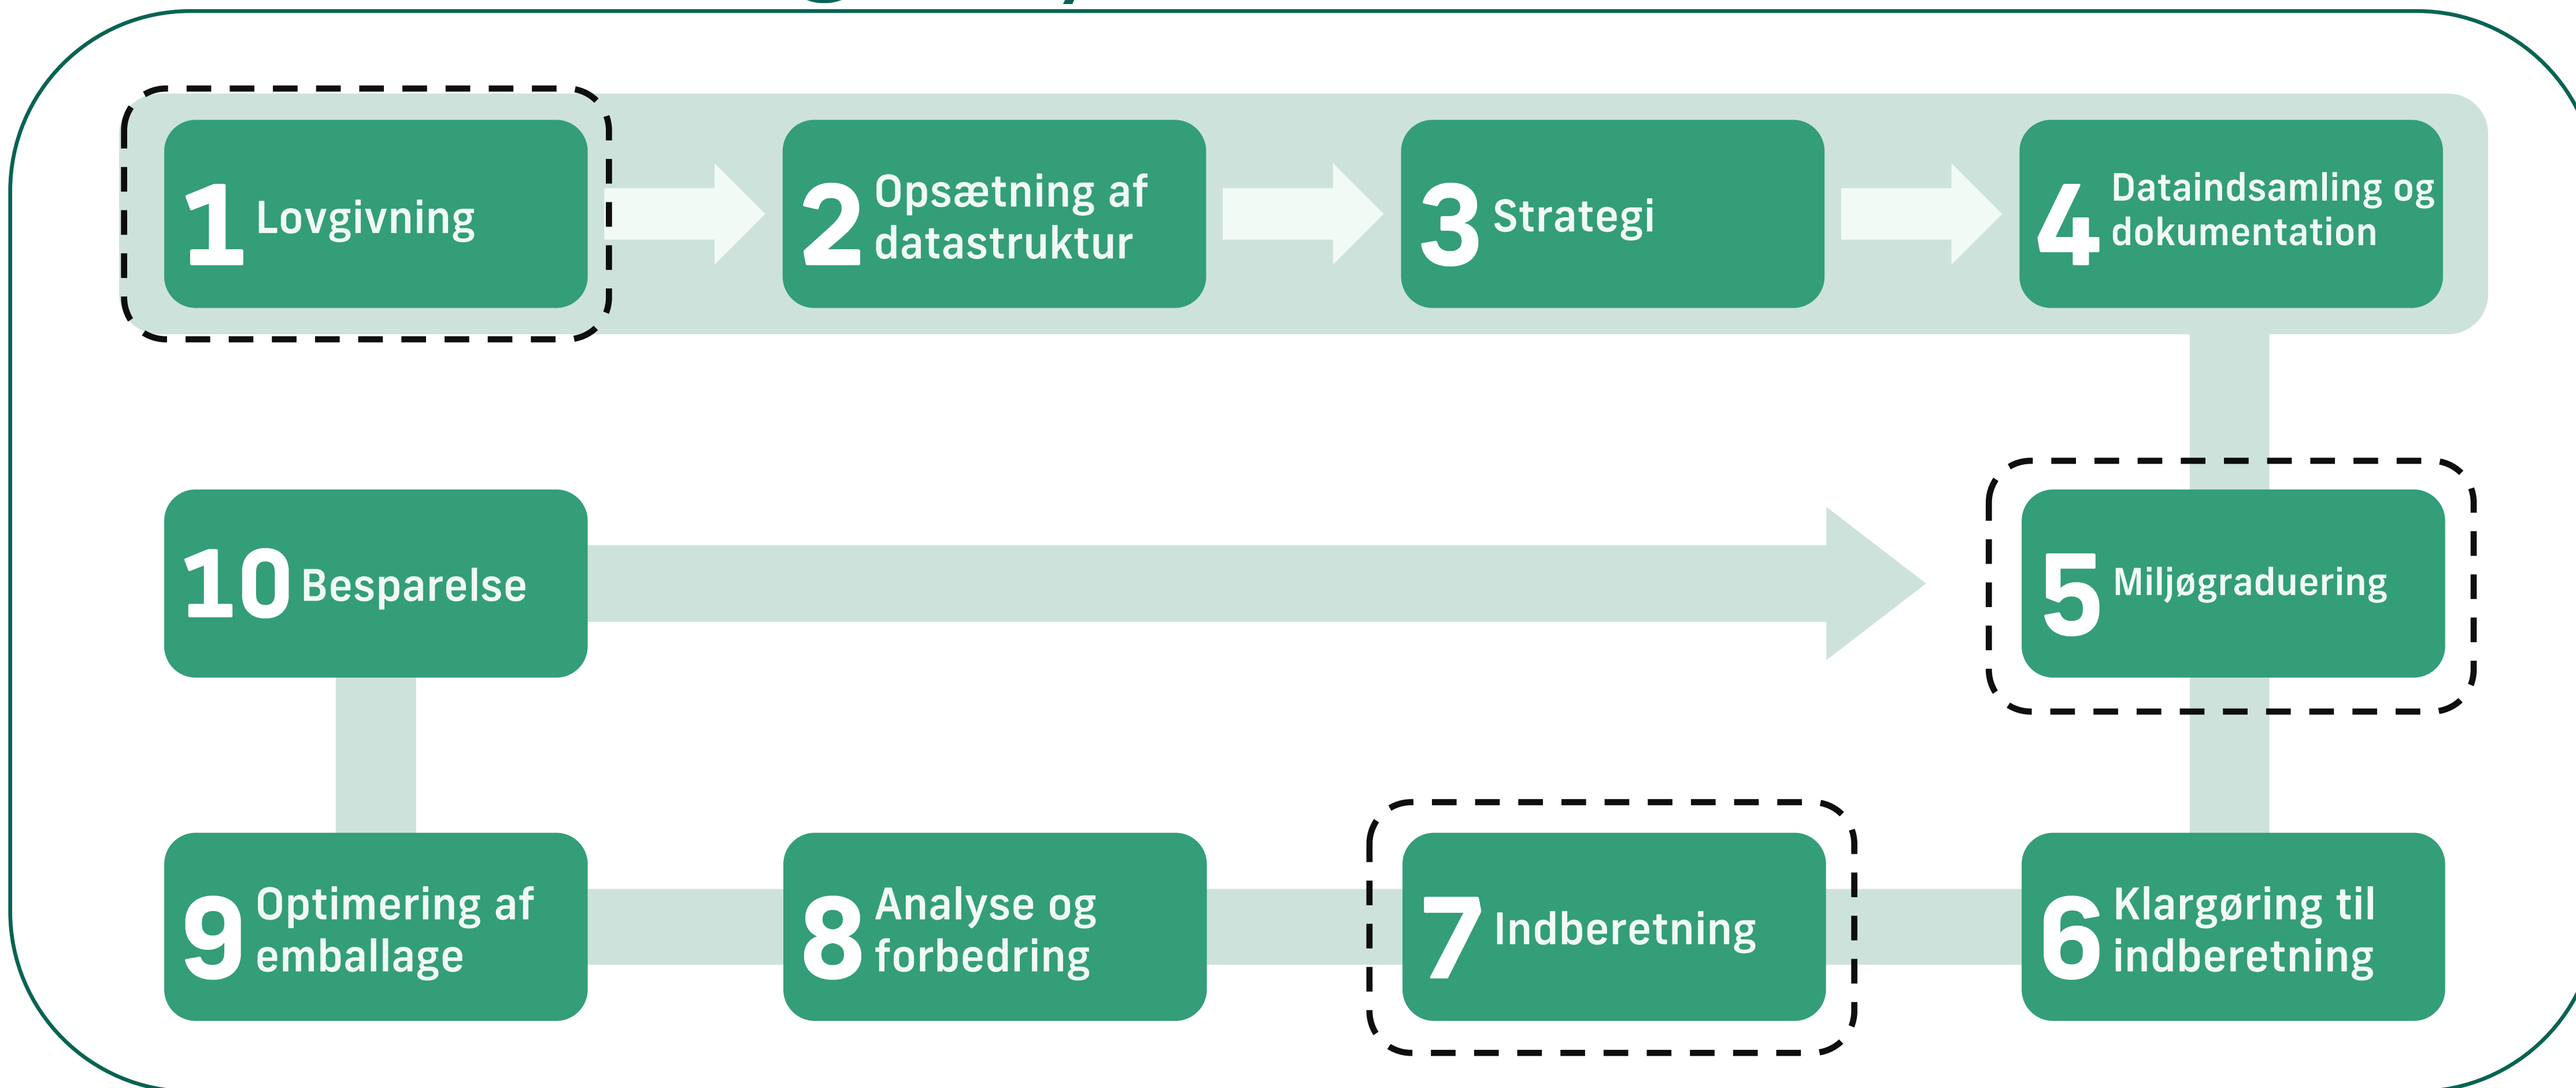 1 Lovgivning
2 Opsætning af
datastruktur
3 Strategi
4 Dataindsamling og
dokumentation
10 Besparelse
5 Miljøgraduering
9 Optimering af
emballage
8 Analyse og
forbedring
7 Indberetning
6 Klargøring til
indberetning